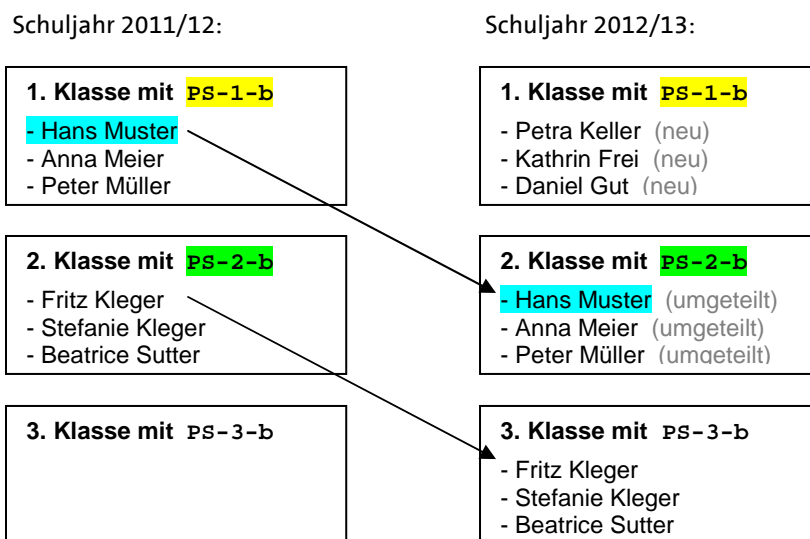 Schuljahr 2011/12:
1. Klasse mit PS-1-b
- Hans Muster
- Anna Meier
- Peter Müller
2. Klasse mit PS-2-b
- Fritz Kleger
- Stefanie Kleger
- Beatrice Sutter
3. Klasse mit PS-3-b
Schuljahr 2012/13:
1. Klasse mit PS-1-b
- Petra Keller (neu)
- Kathrin Frei (neu)
- Daniel Gut (neu)
2. Klasse mit PS-2-b
- Hans Muster (umgeteilt)
- Anna Meier (umgeteilt)
- Peter Müller (umgeteilt)
3. Klasse mit PS-3-b
- Fritz Kleger
- Stefanie Kleger
- Beatrice Sutter